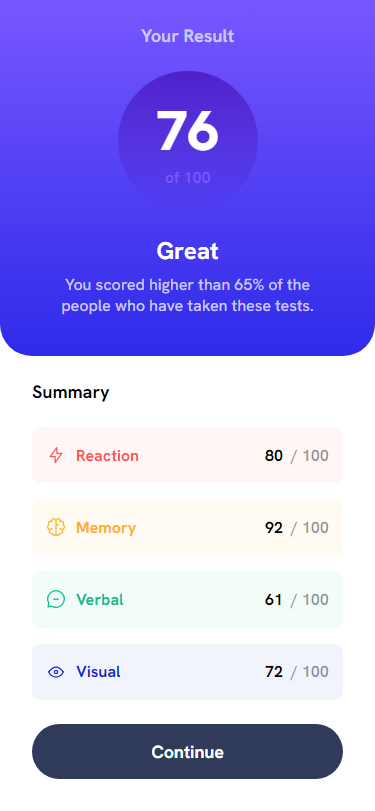 Your Result
76
of 100
Great
You scored higher than 65% of the
people who have taken these tests.
Summary
Reaction 80 / 100
Memory 92 / 100
Verbal 61 / 100
Visual 72 / 100
Continue